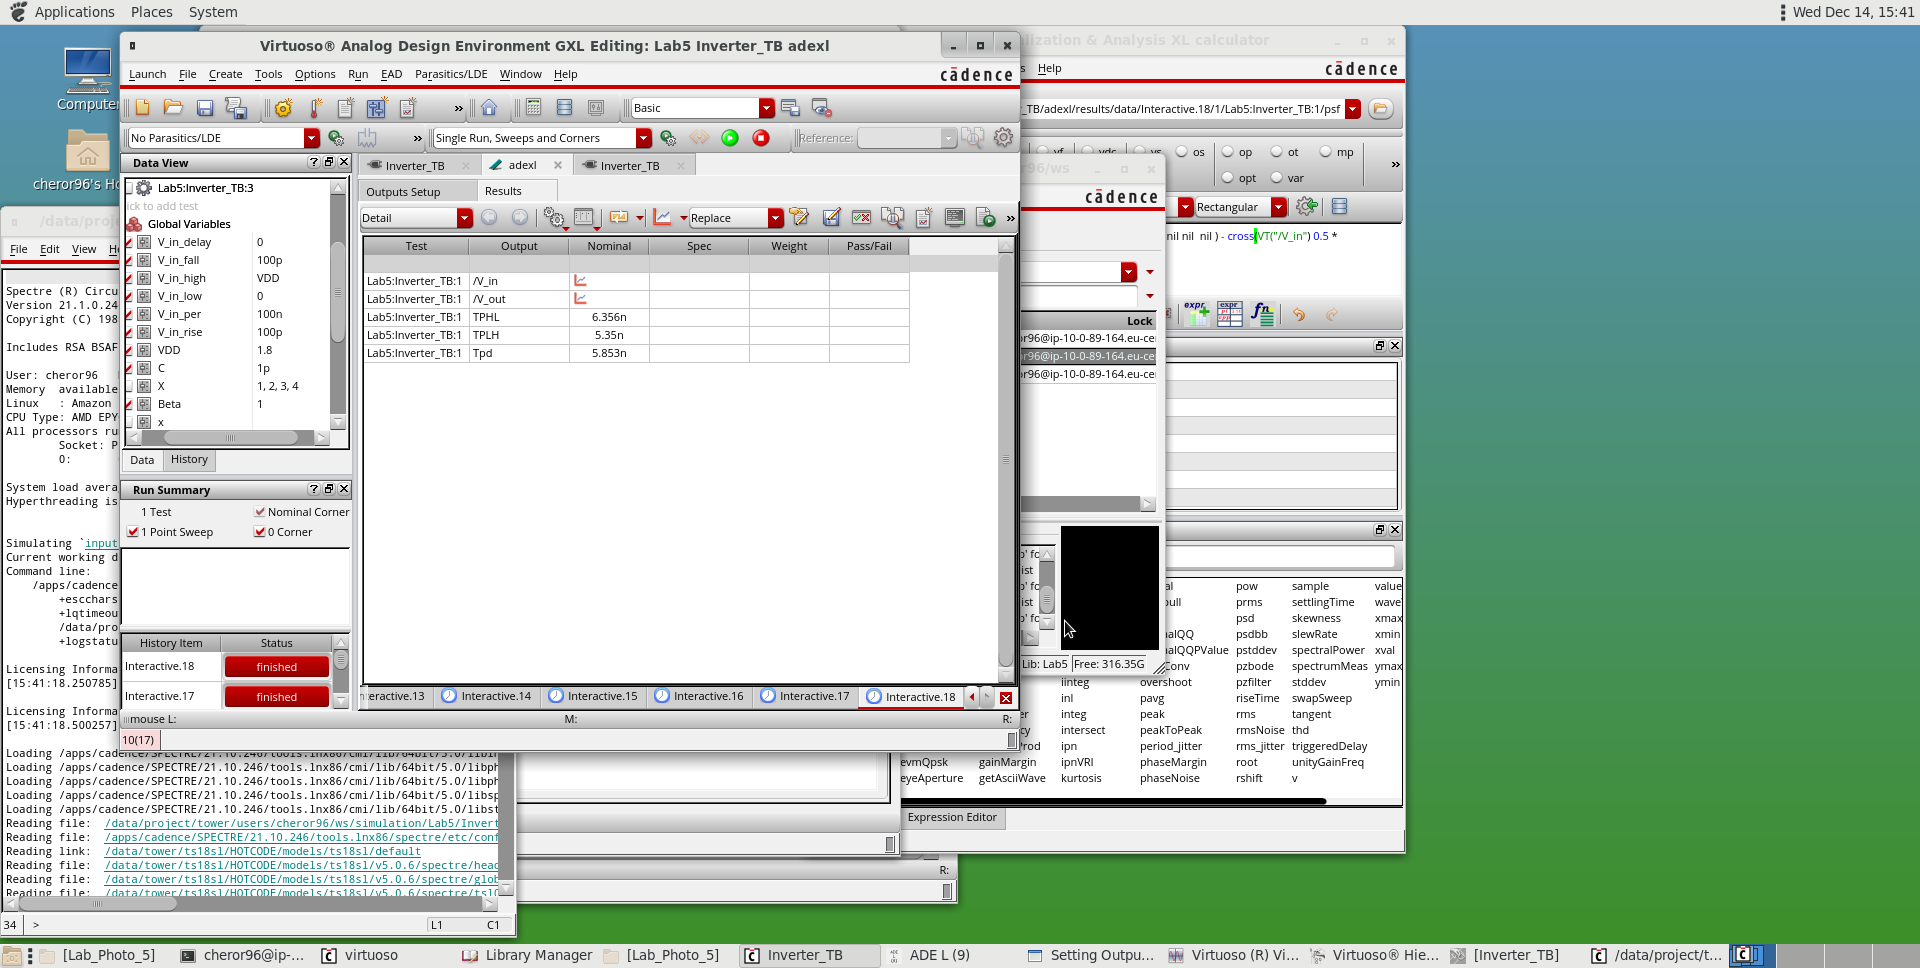 Applications Places System
Wed Dec 14, 15:41
Computer
cheror96's Ho
Virtuoso® Analog Design Environment GXL Editing: Lab5 Inverter_TB adexl
Launch File Create Tools Options Run EAD Parasitics/LDE Window Help
cādence
Basic
No Parasitics/LDE
Single Run, Sweeps and Corners
Reference:
Data View
Lab5:Inverter_TB:3
ick to add test
Global Variables
V_in_delay 0
V_in_fall 100p
V_in_high VDD
V_in_low 0
V_in_per 100n
V_in_rise 100p
VDD 1.8
C 1p
X 1, 2, 3, 4
Beta 1
x
Data History
Run Summary
1 Test Nominal Corner
1 Point Sweep 0 Corner
History Item Status
Interactive.18 finished
Interactive.17 finished
mouse L: M: R:
10(17)
Inverter_TB adexl Inverter_TB
Outputs Setup Results
Detail Replace
Test Output Nominal Spec Weight Pass/Fail
Lab5:Inverter_TB:1 /V_in
Lab5:Inverter_TB:1 /V_out
Lab5:Inverter_TB:1 TPHL 6.356n
Lab5:Inverter_TB:1 TPLH 5.35n
Lab5:Inverter_TB:1 Tpd 5.853n
teractive.13 Interactive.14 Interactive.15 Interactive.16 Interactive.17 Interactive.18
lization & Analysis XL calculator
s Help
cādence
_TB/adexl/results/data/Interactive.18/1/Lab5:Inverter_TB:1/psf
vf vdc vs os op ot mp
opt var
Rectangular
nil nil nil ) - cross(VT("/V_in") 0.5 *
expr expr fn
or96/ws
cādence
Lock
or96@ip-10-0-89-164.eu-ce
or96@ip-10-0-89-164.eu-ce
or96@ip-10-0-89-164.eu-ce
p' fo
ist
p' fo
ist
p' fo
Lib: Lab5 Free: 316.35G
al pow sample value
pull prms settlingTime wave
psd skewness xmax
nalQQ psdbb slewRate xmin
nalQQPValue pstddev spectralPower xval
Conv pzbode spectrumMeas ymax
iinteg overshoot pzfilter stddev ymin
inl pavg riseTime swapSweep
er integ peak rms tangent
cy intersect peakToPeak rmsNoise thd
rod ipn period_jitter rms_jitter triggeredDelay
evmQpsk gainMargin ipnVRI phaseMargin root unityGainFreq
eyeAperture getAsciiWave kurtosis phaseNoise rshift v
Expression Editor
R:
/data/proj
File Edit View He
Spectre (R) Circu
Version 21.1.0.24
Copyright (C) 198
Includes RSA BSAF
User: cheror96
Memory available
Linux : Amazon
CPU Type: AMD EPY
All processors ru
Socket: P
0:
System load avera
Hyperthreading is
Simulating `input
Current working d
Command line:
/apps/cadence
+escchars
+lqtimeou
/data/pro
+logstatu
Licensing Informa
[15:41:18.250785]
Licensing Informa
[15:41:18.500257]
Loading /apps/cadence/SPECTRE/21.10.246/tools.lnx86/cmi/lib/64bit/5.0/libin
Loading /apps/cadence/SPECTRE/21.10.246/tools.lnx86/cmi/lib/64bit/5.0/libph
Loading /apps/cadence/SPECTRE/21.10.246/tools.lnx86/cmi/lib/64bit/5.0/libsp
Loading /apps/cadence/SPECTRE/21.10.246/tools.lnx86/cmi/lib/64bit/5.0/libst
Reading file: /data/project/tower/users/cheror96/ws/simulation/Lab5/Invert
Reading file: /apps/cadence/SPECTRE/21.10.246/tools.lnx86/spectre/etc/conf
Reading link: /data/tower/ts18sl/HOTCODE/models/ts18sl/default
Reading file: /data/tower/ts18sl/HOTCODE/models/ts18sl/v5.0.6/spectre/head
Reading file: /data/tower/ts18sl/HOTCODE/models/ts18sl/v5.0.6/spectre/glob
Reading file: /data/tower/ts18sl/HOTCODE/models/ts18sl/v5.0.6/spectre/ts1
34 > L1 C1
[Lab_Photo_5] cheror96@ip-... virtuoso Library Manager [Lab_Photo_5] Inverter_TB ADE L (9) Setting Outpu... Virtuoso (R) Vi... Virtuoso® Hie... [Inverter_TB] /data/project/t...